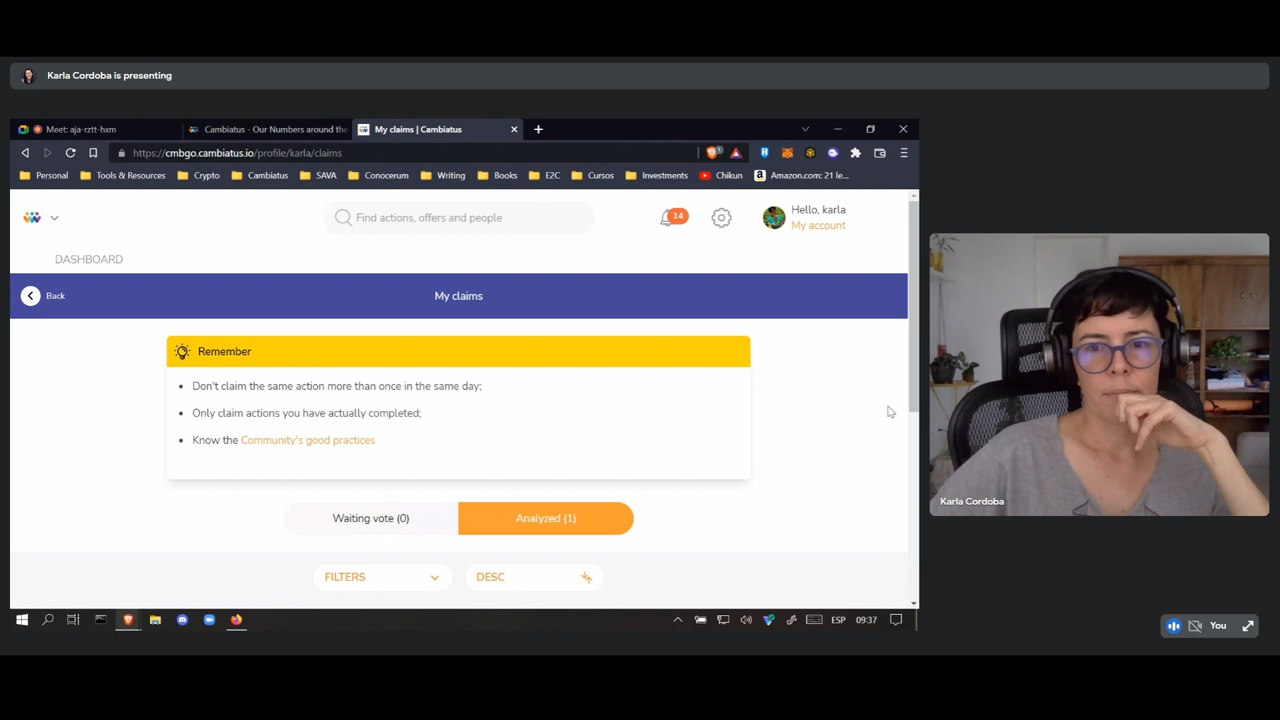 Karla Cordoba is presenting
Meet: aja-rztt-hxm
Cambiatus - Our Numbers around the
My claims | Cambiatus
https://cmbgo.cambiatus.io/profile/karla/claims
1
Personal
Tools & Resources
Crypto
Cambiatus
SAVA
Conocerum
Writing
Books
E2C
Cursos
Investments
Chikun
Amazon.com: 21 le...
Find actions, offers and people
14
Hello, karla
My account
DASHBOARD
Back
My claims
Remember
Don't claim the same action more than once in the same day;
Only claim actions you have actually completed;
Know the Community's good practices
Waiting vote (0)
Analyzed (1)
FILTERS
DESC
Karla Cordoba
ESP
09:37
You